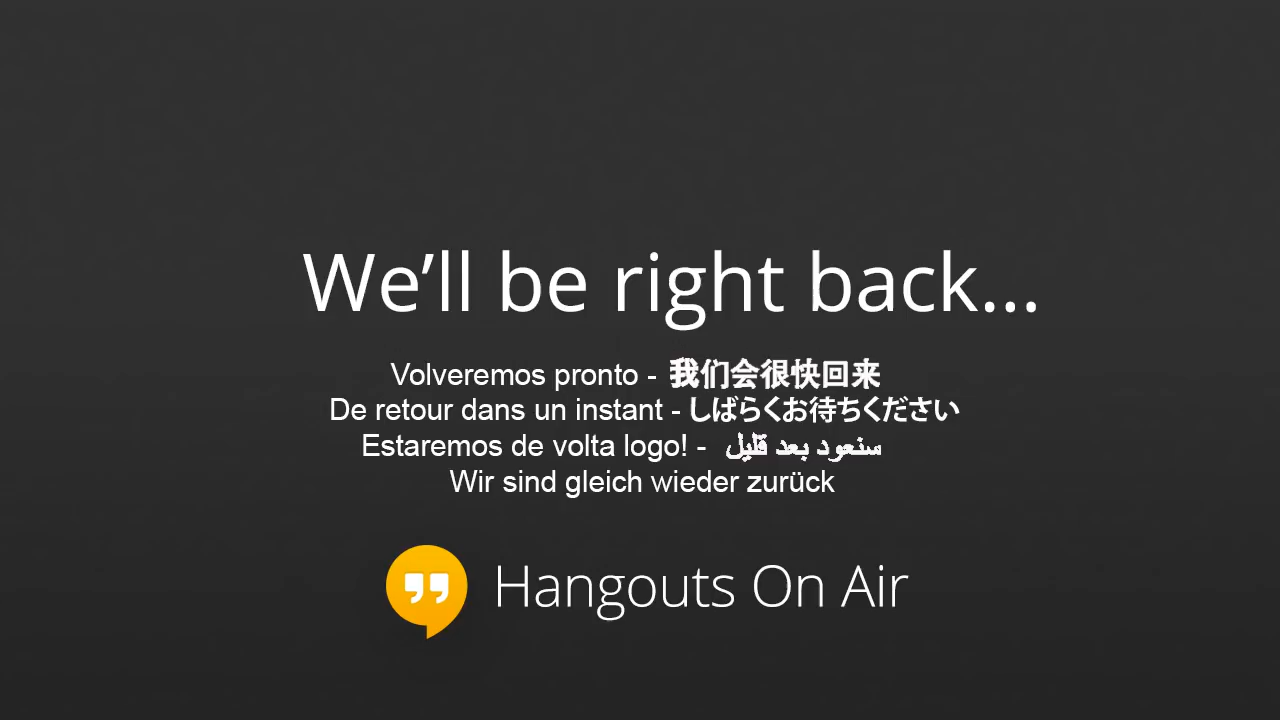 We’ll be right back...
Volveremos pronto - 我们会很快回来
De retour dans un instant - しばらくお待ちください
Estaremos de volta logo! - سنعود بعد قليل
Wir sind gleich wieder zurück
Hangouts On Air